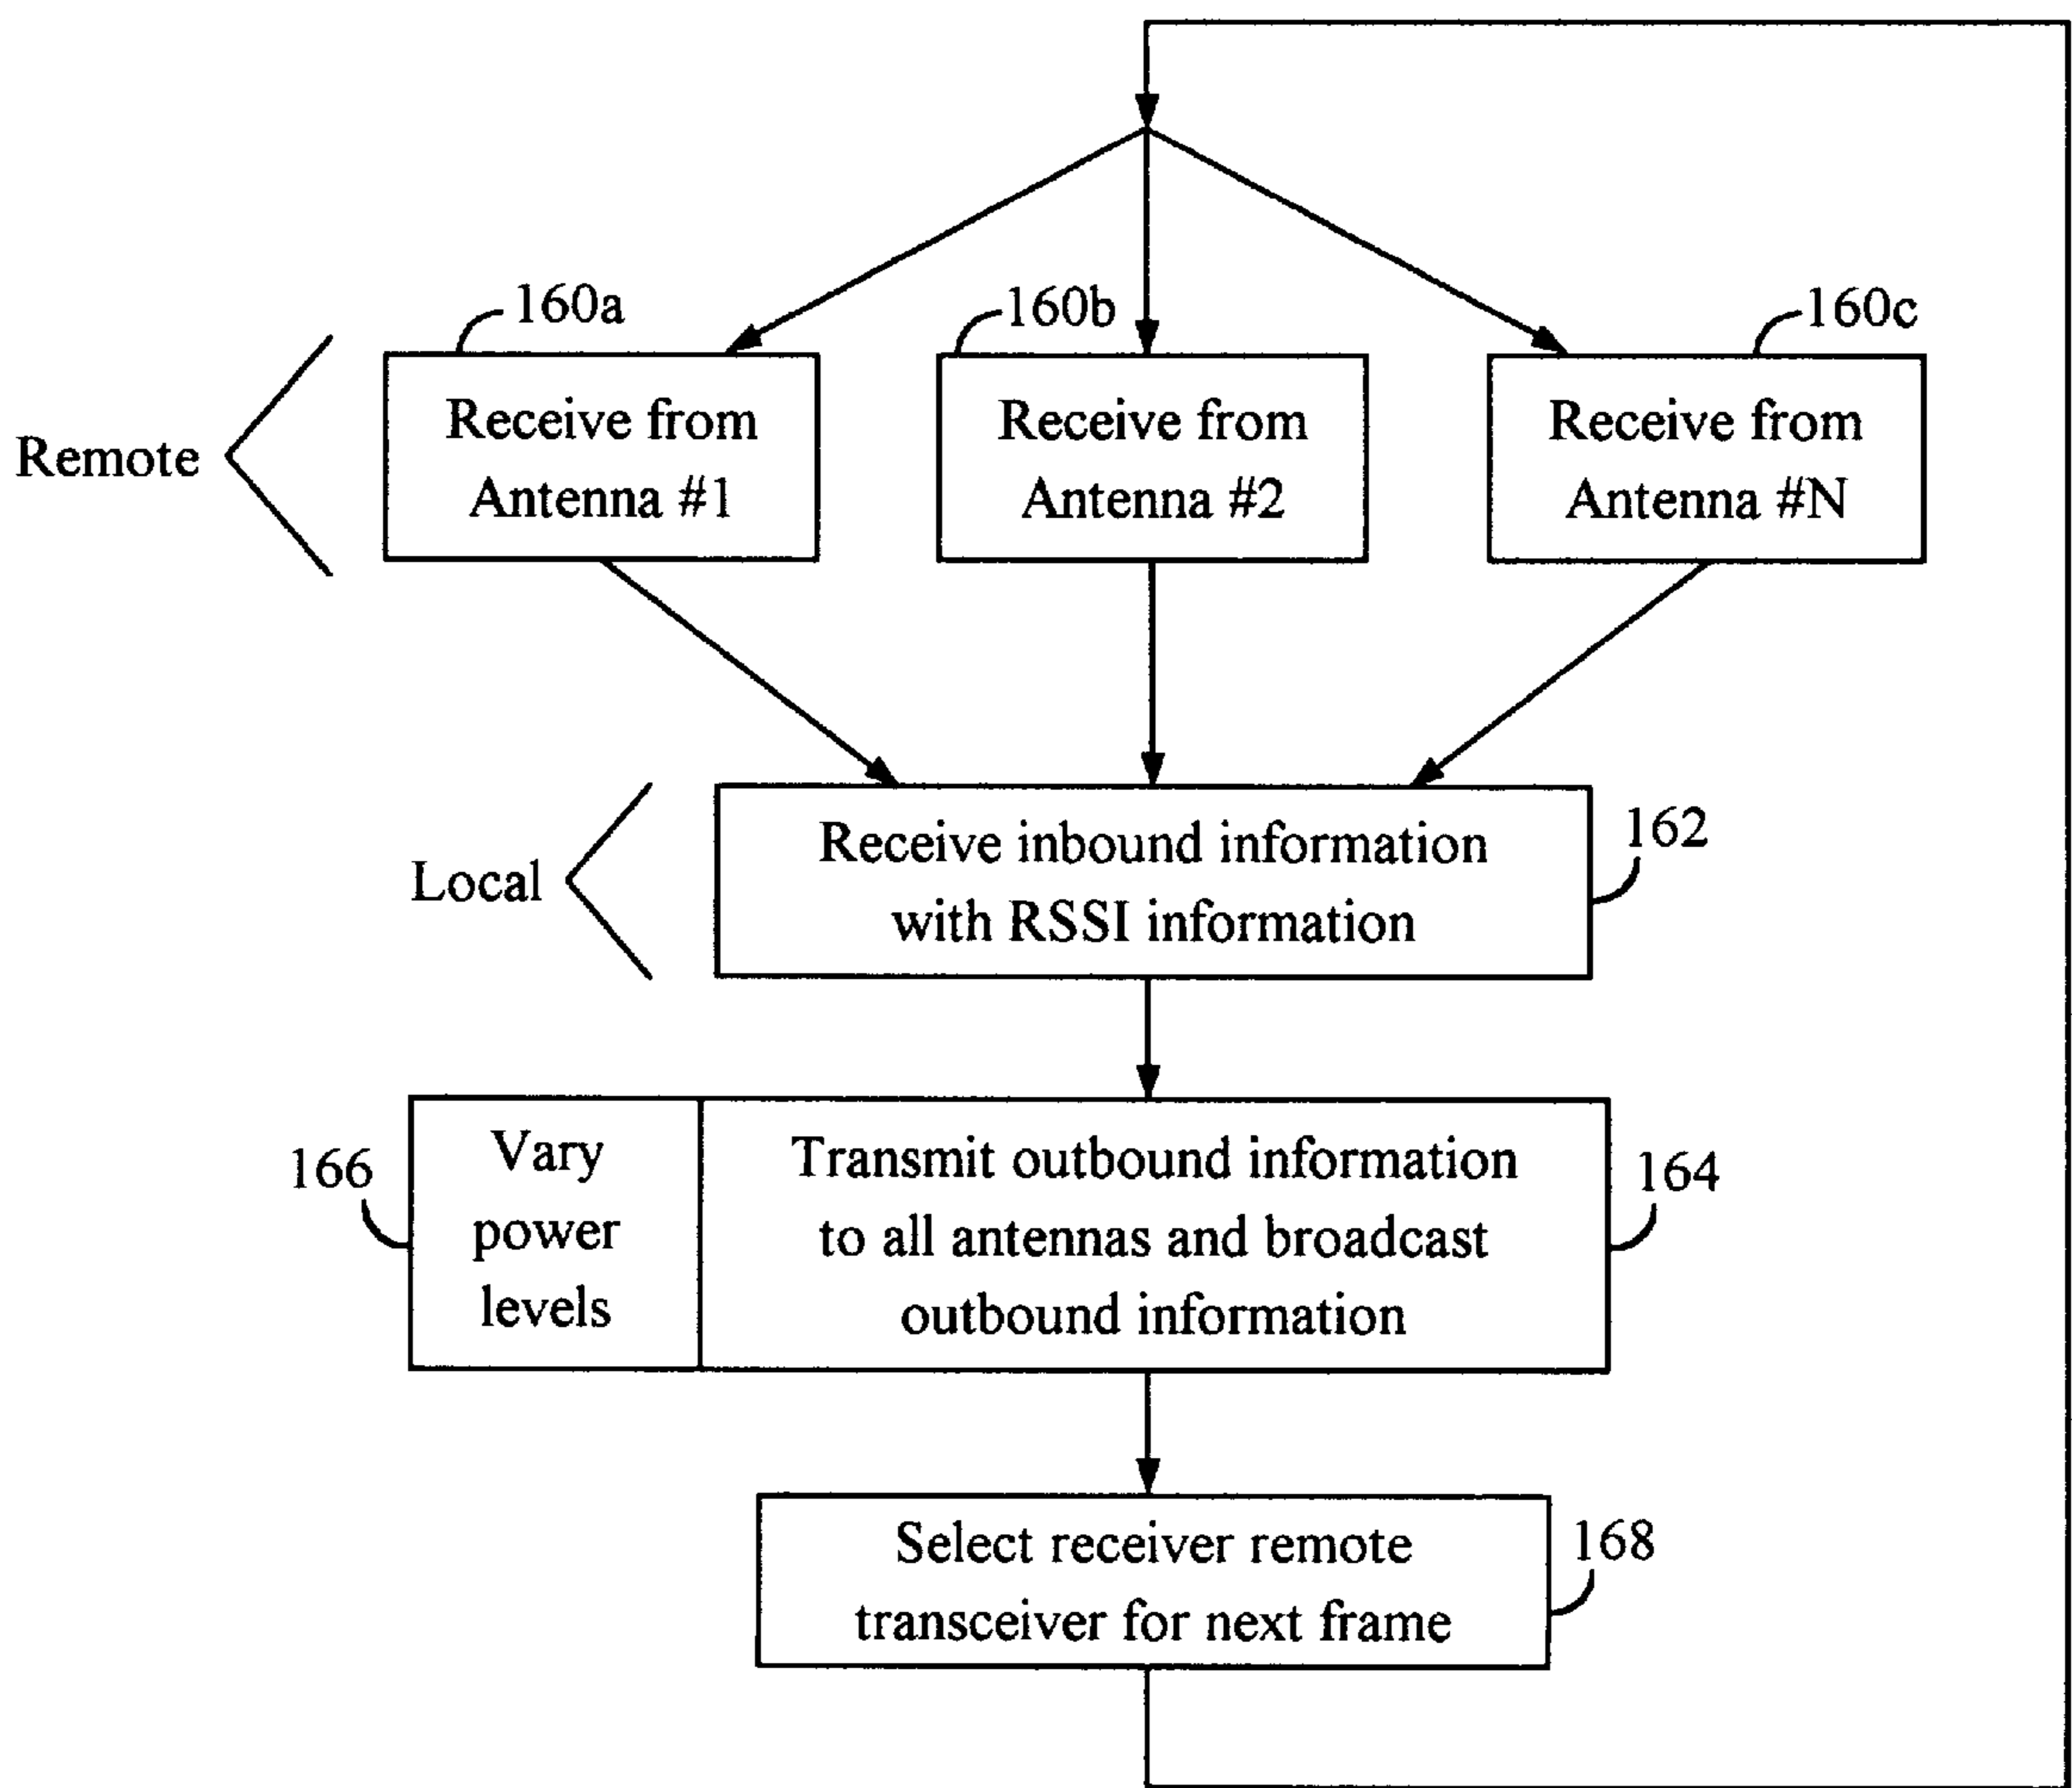 160a
160b
160c
Remote
Receive from
Antenna #1
Receive from
Antenna #2
Receive from
Antenna #N
Local
Receive inbound information
with RSSI information
162
166
Vary
power
levels
Transmit outbound information
to all antennas and broadcast
outbound information
164
Select receiver remote
transceiver for next frame
168